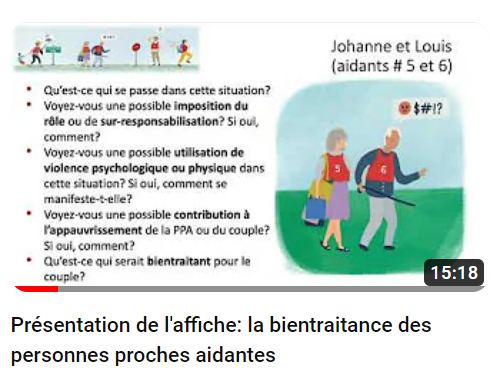 Johanne et Louis
(aidants # 5 et 6)
• Qu'est-ce qui se passe dans cette situation?
• Voyez-vous une possible imposition du
rôle ou de sur-responsabilisation? Si oui,
comment?
• Voyez-vous une possible utilisation de
violence psychologique ou physique dans
cette situation? Si oui, comment se
manifeste-t-elle?
• Voyez-vous une possible contribution à
l'appauvrissement de la PPA ou du couple?
Si oui, comment?
• Qu'est-ce qui serait bientraitant pour le
couple?
$#!?
5
6
15:18
Présentation de l'affiche: la bientraitance des
personnes proches aidantes